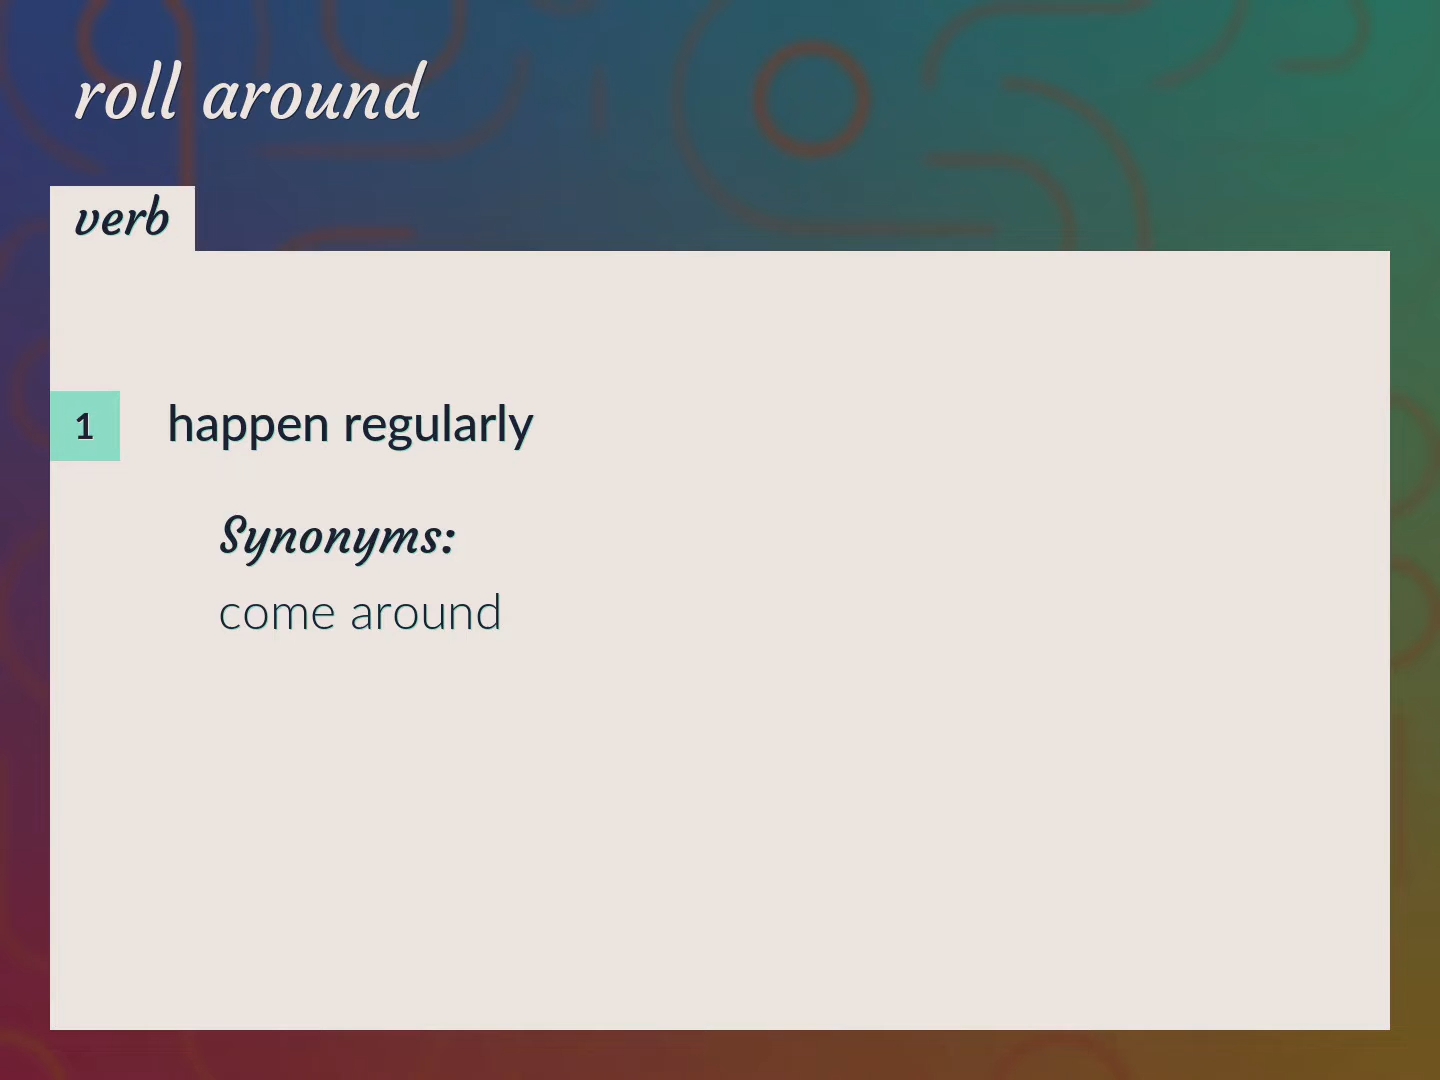 roll around
verb
1 happen regularly
Synonyms:
come around